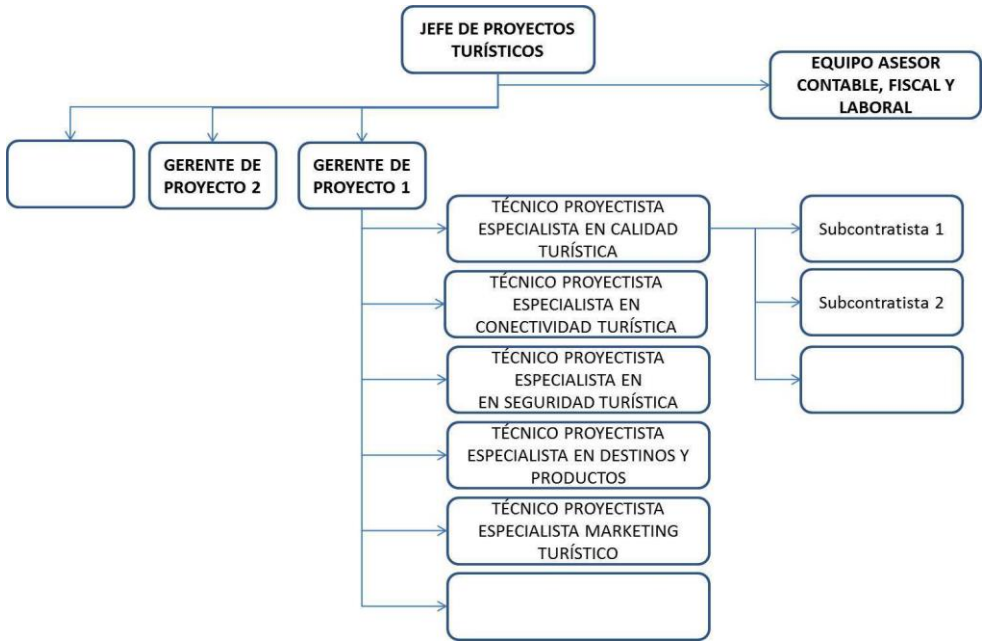 JEFE DE PROYECTOS
TURÍSTICOS
EQUIPO ASESOR
CONTABLE, FISCAL Y
LABORAL
GERENTE DE
PROYECTO 2
GERENTE DE
PROYECTO 1
TÉCNICO PROYECTISTA
ESPECIALISTA EN CALIDAD
TURÍSTICA
Subcontratista 1
TÉCNICO PROYECTISTA
ESPECIALISTA EN
CONECTIVIDAD TURÍSTICA
Subcontratista 2
TÉCNICO PROYECTISTA
ESPECIALISTA EN
EN SEGURIDAD TURÍSTICA
TÉCNICO PROYECTISTA
ESPECIALISTA EN DESTINOS Y
PRODUCTOS
TÉCNICO PROYECTISTA
ESPECIALISTA MARKETING
TURÍSTICO